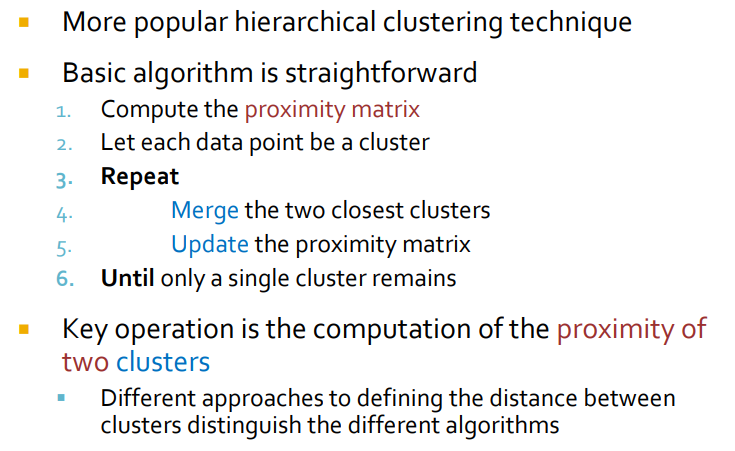 ▪ More popular hierarchical clustering technique
▪ Basic algorithm is straightforward
1. Compute the proximity matrix
2. Let each data point be a cluster
3. Repeat
4. Merge the two closest clusters
5. Update the proximity matrix
6. Until only a single cluster remains
▪ Key operation is the computation of the proximity of
two clusters
▪ Different approaches to defining the distance between
clusters distinguish the different algorithms